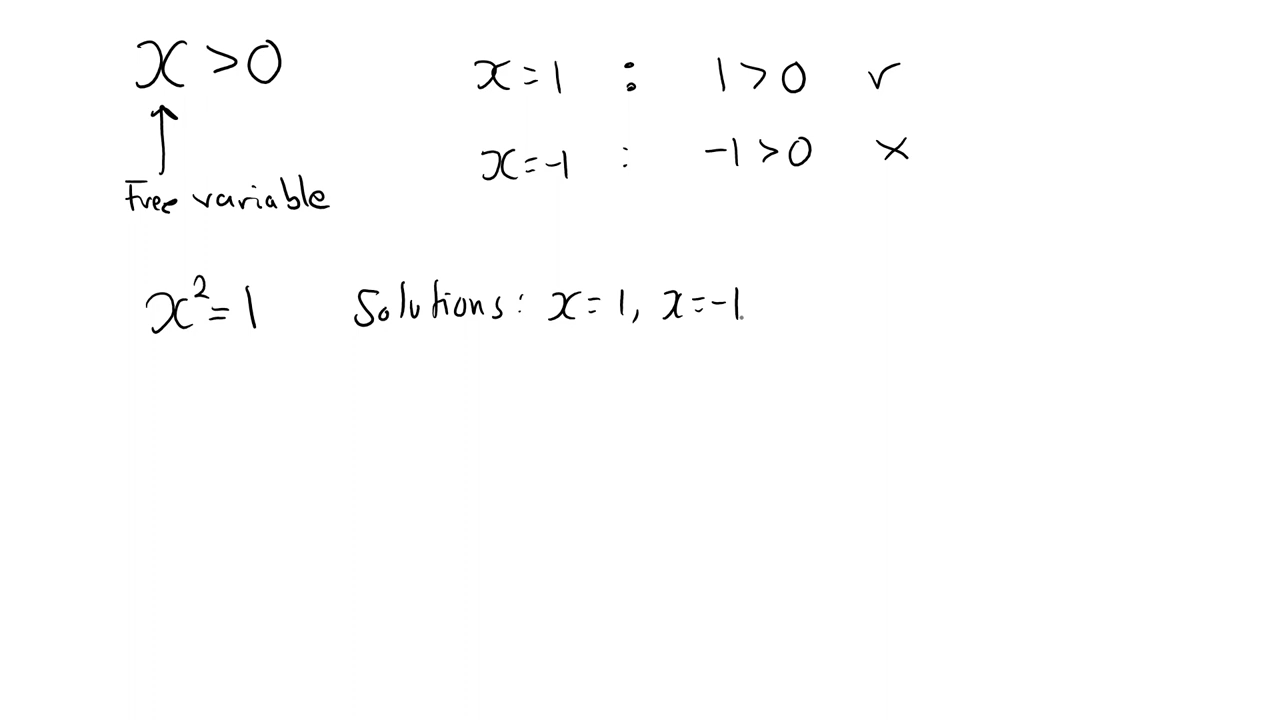 x > 0 x = 1 : 1 > 0 ✓
x = -1 : -1 > 0 ×
↑
Free variable
x² = 1 Solutions: x = 1, x = -1.